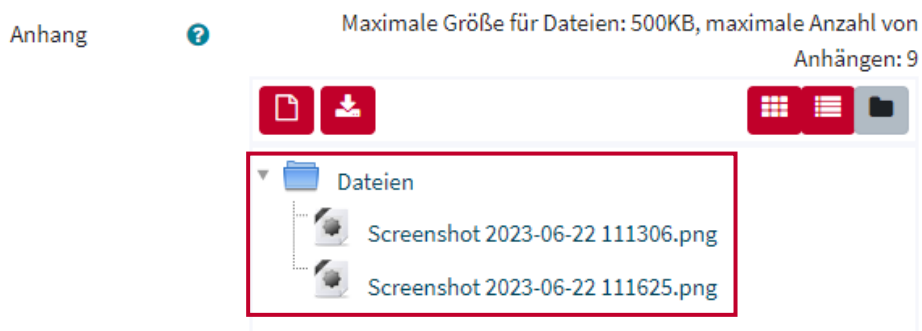 Anhang
Maximale Größe für Dateien: 500KB, maximale Anzahl von
Anhängen: 9
Dateien
Screenshot 2023-06-22 111306.png
Screenshot 2023-06-22 111625.png